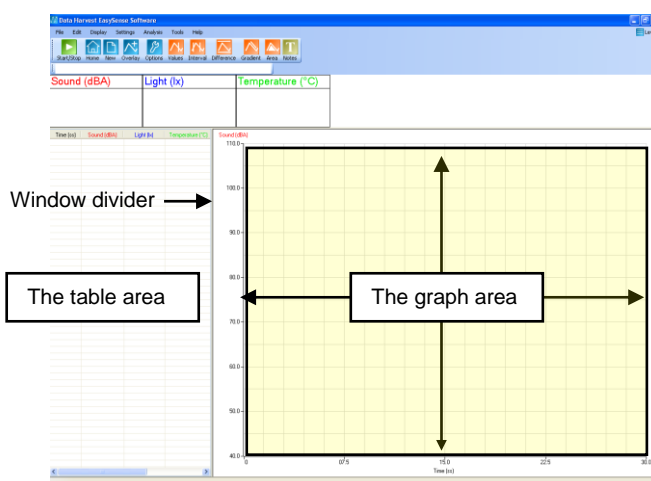 Data Harvest EasySense Software
File Edit Display Settings Analysis Tools Help
Start/Stop Home New Overlay Options Values Interval Difference Gradient Area Notes
Sound (dBA) Light (lx) Temperature (°C)
Time (ss) Sound (dBA) Light (lx) Temperature (°C) Sound (dBA)
110.0
100.0
Window divider
90.0
80.0
The table area
The graph area
70.0
60.0
50.0
40.0
0 07.5 15.0 22.5 30.0
Time (ss)